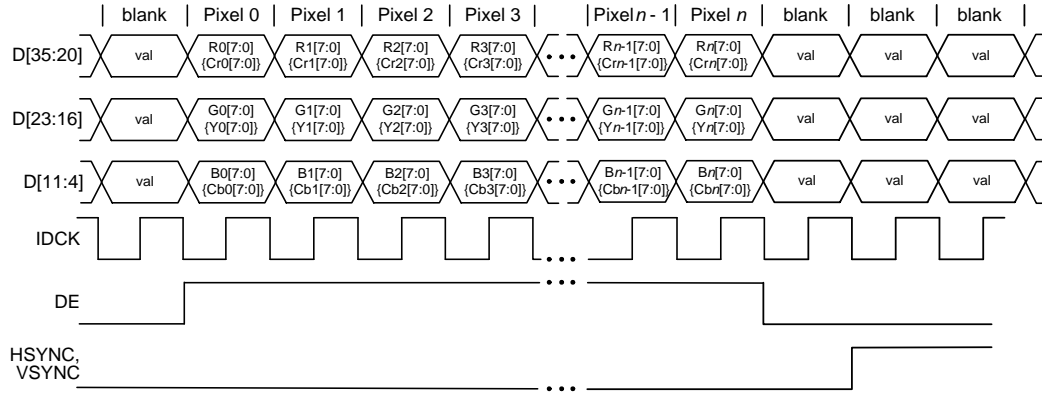 blank Pixel 0 Pixel 1 Pixel 2 Pixel 3 Pixel n - 1 Pixel n blank blank blank
D[35:20] val R0[7:0] R1[7:0] R2[7:0] R3[7:0] ••• Rn-1[7:0] Rn[7:0] val val val
{Cr0[7:0]} {Cr1[7:0]} {Cr2[7:0]} {Cr3[7:0]} {Crn-1[7:0]} {Crn[7:0]}
D[23:16] val G0[7:0] G1[7:0] G2[7:0] G3[7:0] ••• Gn-1[7:0] Gn[7:0] val val val
{Y0[7:0]} {Y1[7:0]} {Y2[7:0]} {Y3[7:0]} {Yn-1[7:0]} {Yn[7:0]}
D[11:4] val B0[7:0] B1[7:0] B2[7:0] B3[7:0] ••• Bn-1[7:0] Bn[7:0] val val val
{Cb0[7:0]} {Cb1[7:0]} {Cb2[7:0]} {Cb3[7:0]} {Cbn-1[7:0]} {Cbn[7:0]}
IDCK •••
DE •••
HSYNC,
VSYNC •••